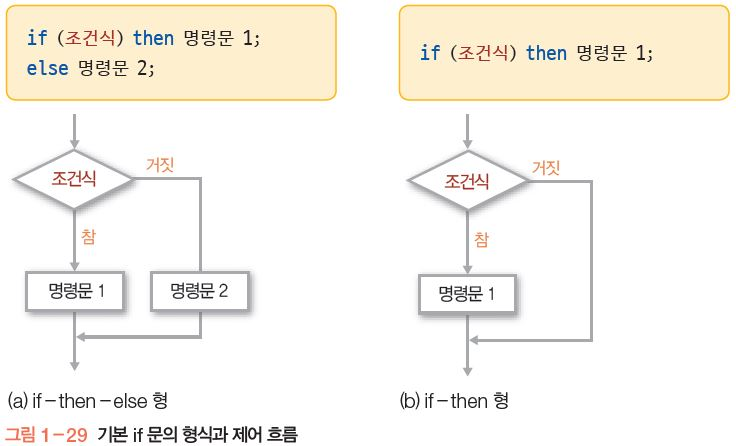 if (조건식) then 명령문 1;
else 명령문 2;
조건식
거짓
참
명령문 1
명령문 2
(a) if-then-else 형
if (조건식) then 명령문 1;
조건식
거짓
참
명령문 1
(b) if-then 형
그림 1-29 기본 if 문의 형식과 제어 흐름